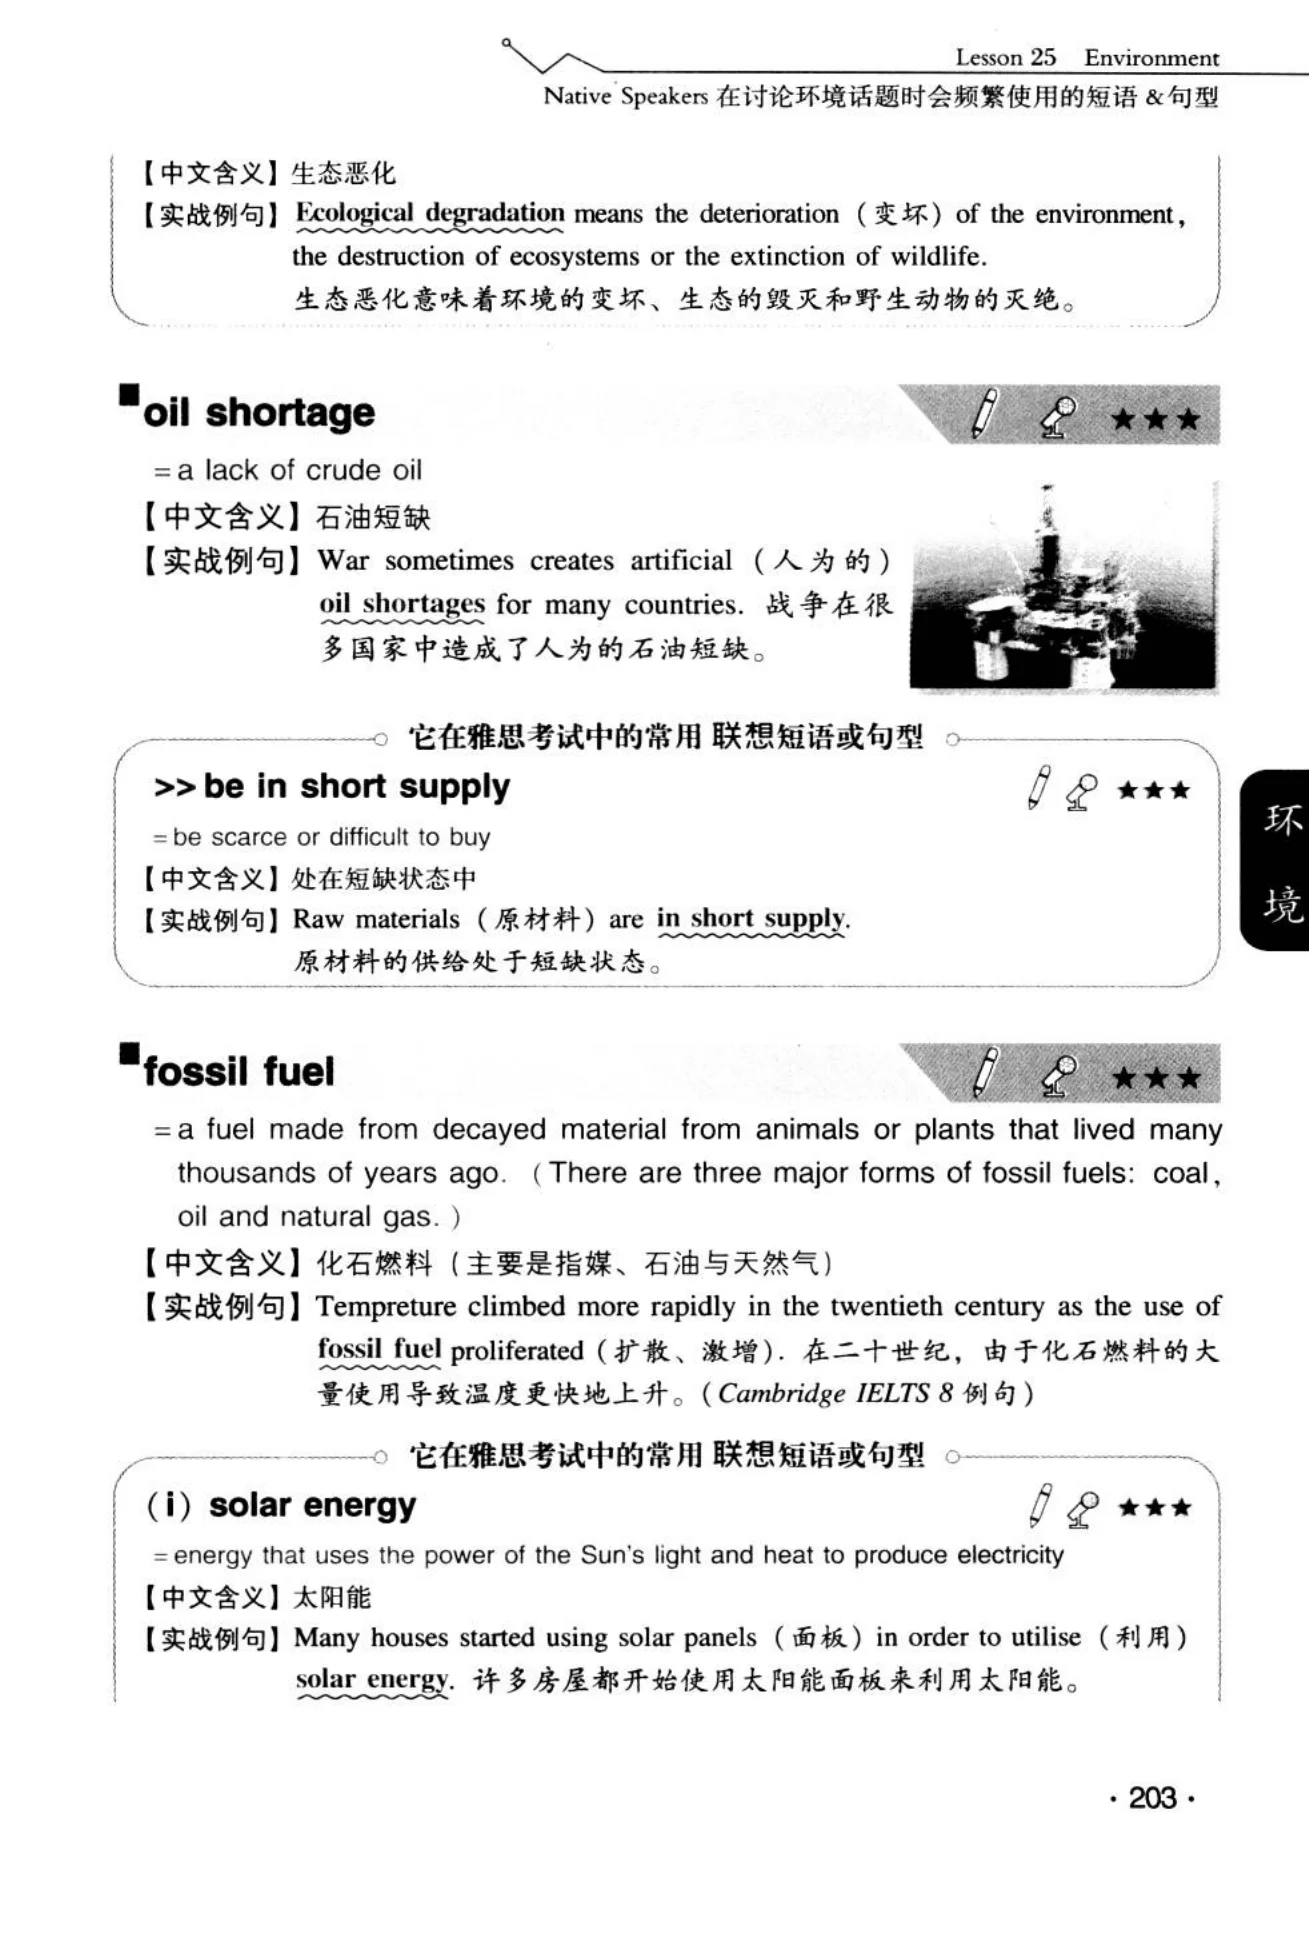 Lesson 25 Environment
Native Speakers 在讨论环境话题时会频繁使用的短语 &句型
【中文含义】生态恶化
【实战例句】Ecological degradation means the deterioration（变坏）of the environment,
the destruction of ecosystems or the extinction of wildlife.
生态恶化意味着环境的变坏、生态的毁灭和野生动物的灭绝。
oil shortage ★★★
=a lack of crude oil
【中文含义】石油短缺
【实战例句】War sometimes creates artificial（人为的）
oil shortages for many countries. 战争在很
多国家中造成了人为的石油短缺。
它在雅思考试中的常用 联想短语或句型
>> be in short supply ★★★
=be scarce or difficult to buy
【中文含义】处在短缺状态中
【实战例句】Raw materials（原材料）are in short supply.
原材料的供给处于短缺状态。
环
境
fossil fuel ★★★
=a fuel made from decayed material from animals or plants that lived many
thousands of years ago.（There are three major forms of fossil fuels: coal,
oil and natural gas.）
【中文含义】化石燃料（主要是指媒、石油与天然气）
【实战例句】Tempreture climbed more rapidly in the twentieth century as the use of
fossil fuel proliferated（扩散、激增）. 在二十世纪，由于化石燃料的大
量使用导致温度更快地上升。（Cambridge IELTS 8 例句）
它在雅思考试中的常用 联想短语或句型
（i）solar energy ★★★
=energy that uses the power of the Sun's light and heat to produce electricity
【中文含义】太阳能
【实战例句】Many houses started using solar panels（面板）in order to utilise（利用）
solar energy. 许多房屋都开始使用太阳能面板来利用太阳能。
· 203 ·